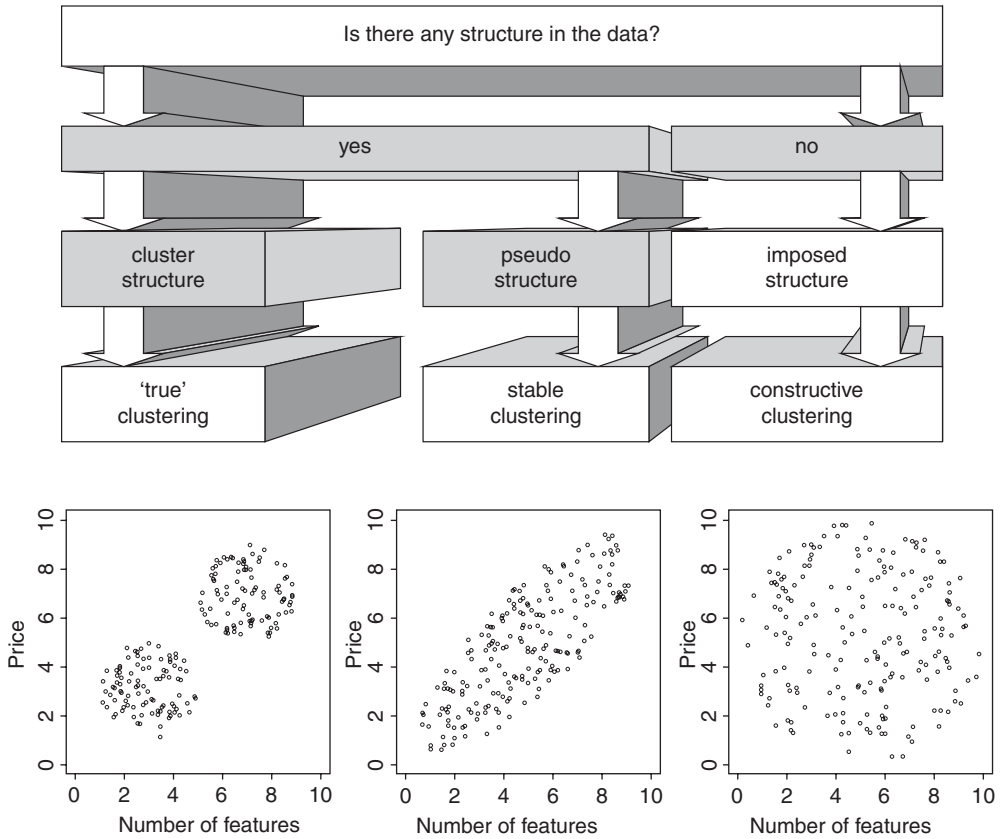 Is there any structure in the data?
yes
no
cluster
structure
pseudo
structure
imposed
structure
‘true’
clustering
stable
clustering
constructive
clustering
Price
10
8
6
4
2
0
0 2 4 6 8 10
Number of features
Price
10
8
6
4
2
0
0 2 4 6 8 10
Number of features
Price
10
8
6
4
2
0
0 2 4 6 8 10
Number of features